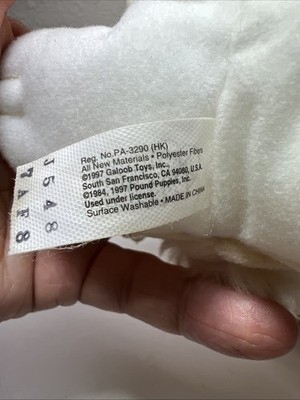 Reg. No.PA-3290 (HK)
All New Materials • Polyester Fibers
©1997 Galoob Toys, Inc.,
South San Francisco, CA 94080, U.S.A.
©1984, 1997 Pound Puppies, Inc.
Used under license.
Surface Washable • MADE IN CHINA
J548
7AF8